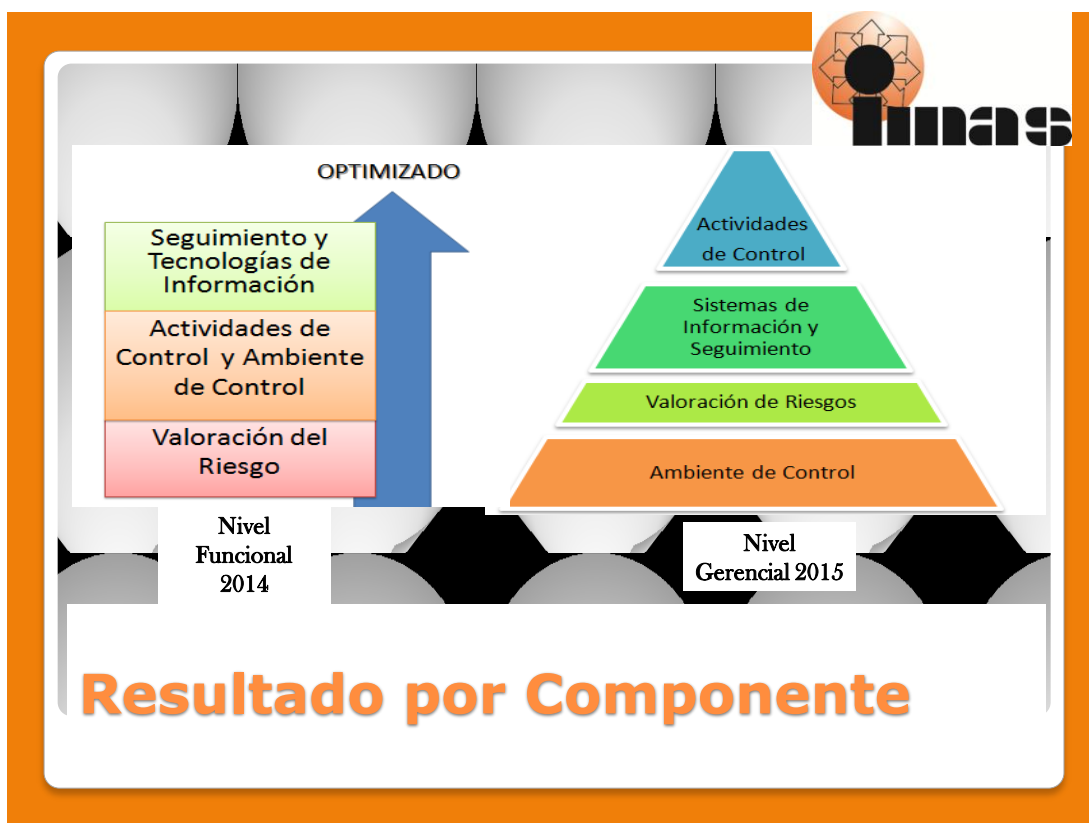 imas
OPTIMIZADO
Seguimiento y
Tecnologías de
Información
Actividades de
Control y Ambiente
de Control
Valoración del
Riesgo
Nivel
Funcional
2014
Actividades
de Control
Sistemas de
Información y
Seguimiento
Valoración de Riesgos
Ambiente de Control
Nivel
Gerencial 2015
Resultado por Componente